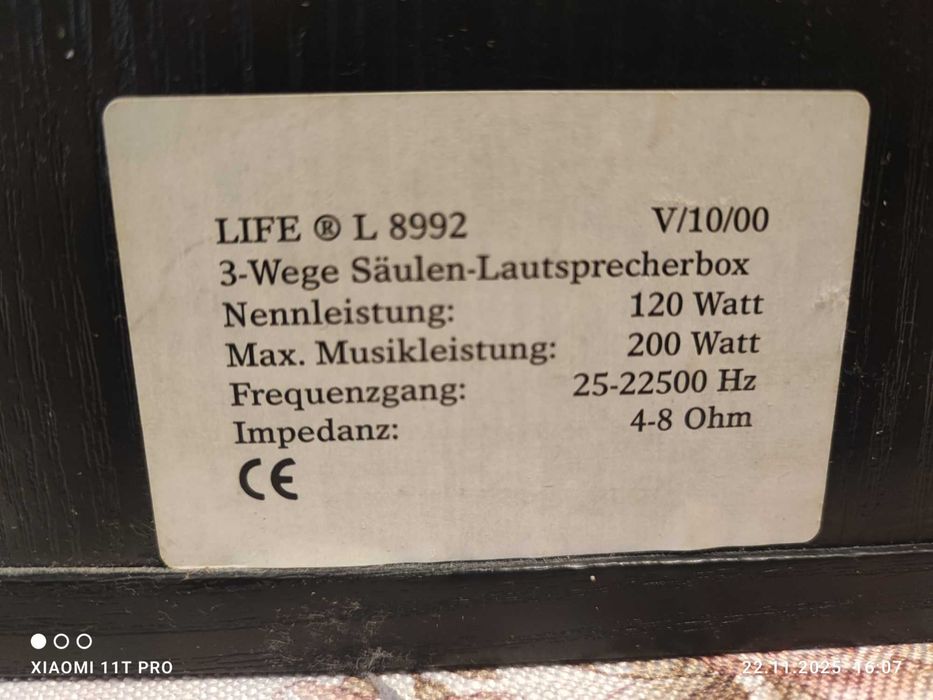 LIFE ® L 8992 V/10/00
3-Wege Säulen-Lautsprecherbox
Nennleistung: 120 Watt
Max. Musikleistung: 200 Watt
Frequenzgang: 25-22500 Hz
Impedanz: 4-8 Ohm
CE
XIAOMI 11T PRO 22.11.2025 16:07